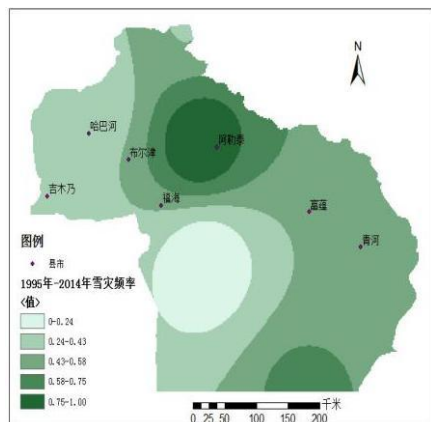 N
哈巴河
阿勒泰
布尔津
吉木乃
福海
富蕴
青河
图例
县市
1995年-2014年雪灾频率
<值>
0-0.24
0.24-0.43
0.43-0.58
0.58-0.75
0.75-1.00
千米
0 25 50 100 150 200